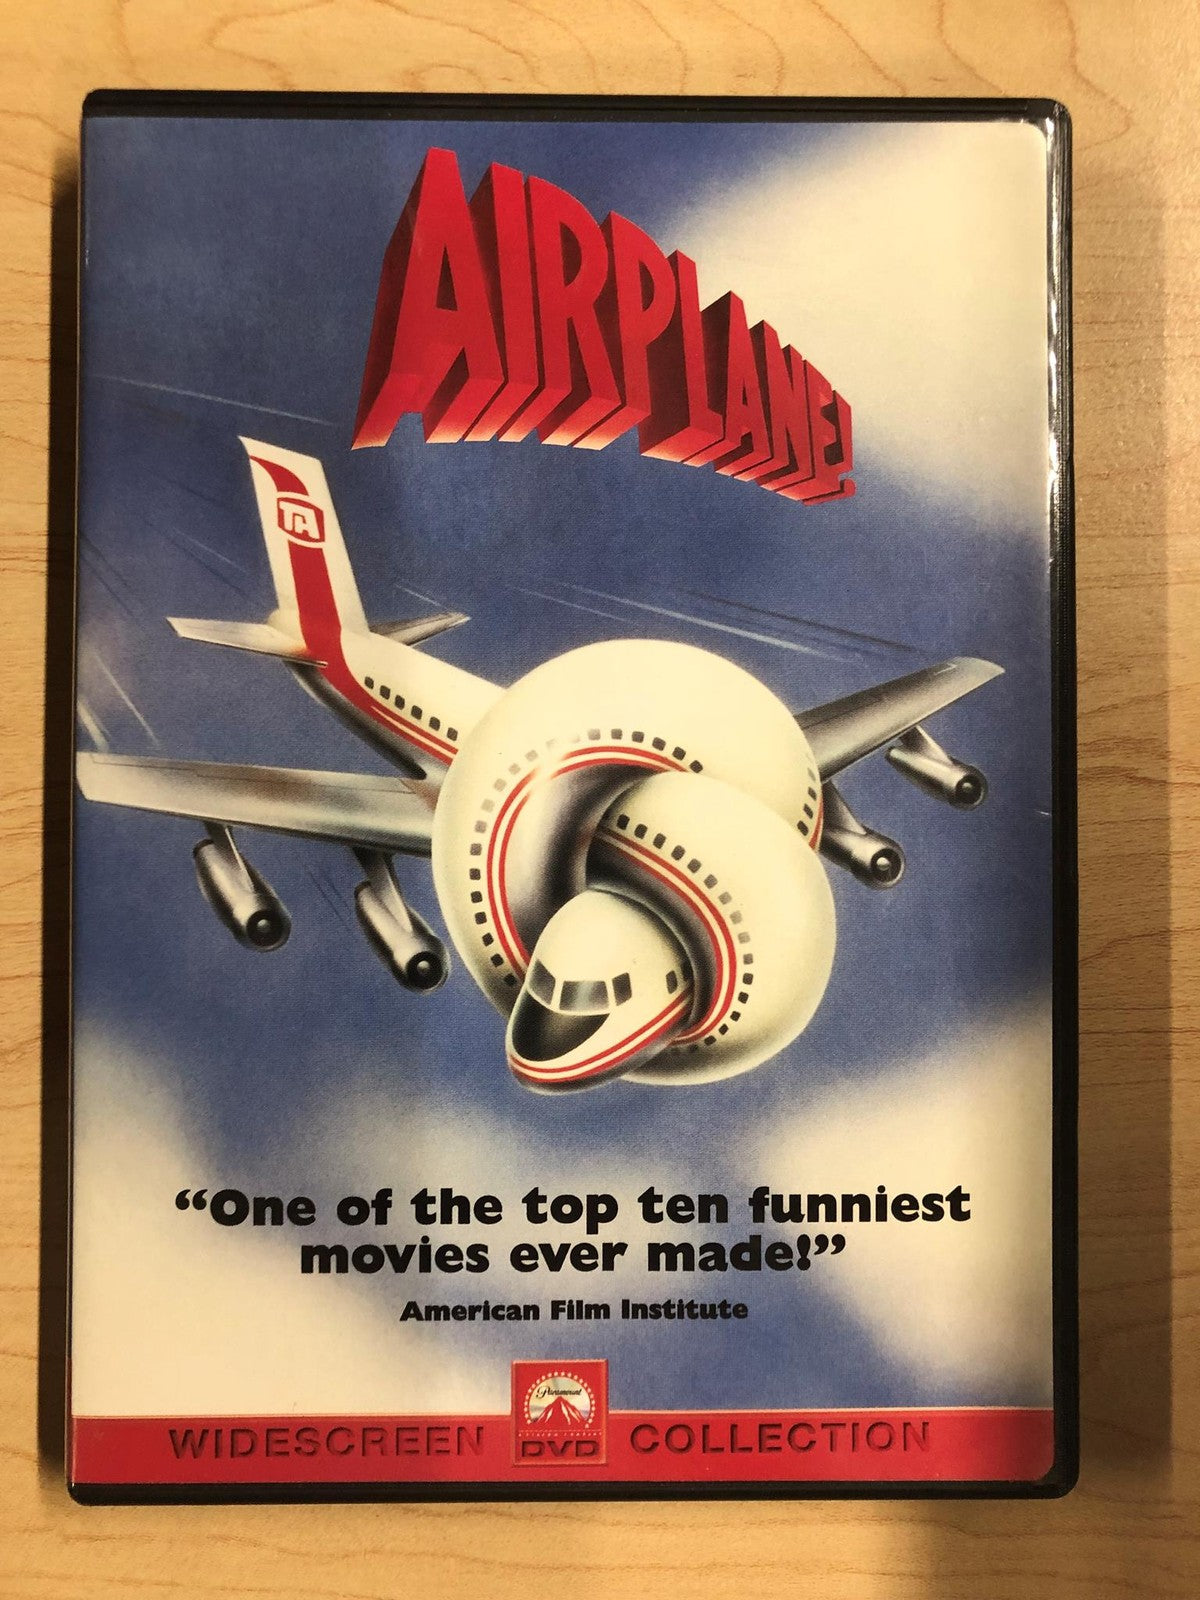 AIRPLANE!
TA
“One of the top ten funniest
movies ever made!”
American Film Institute
Paramount
WIDESCREEN DVD COLLECTION